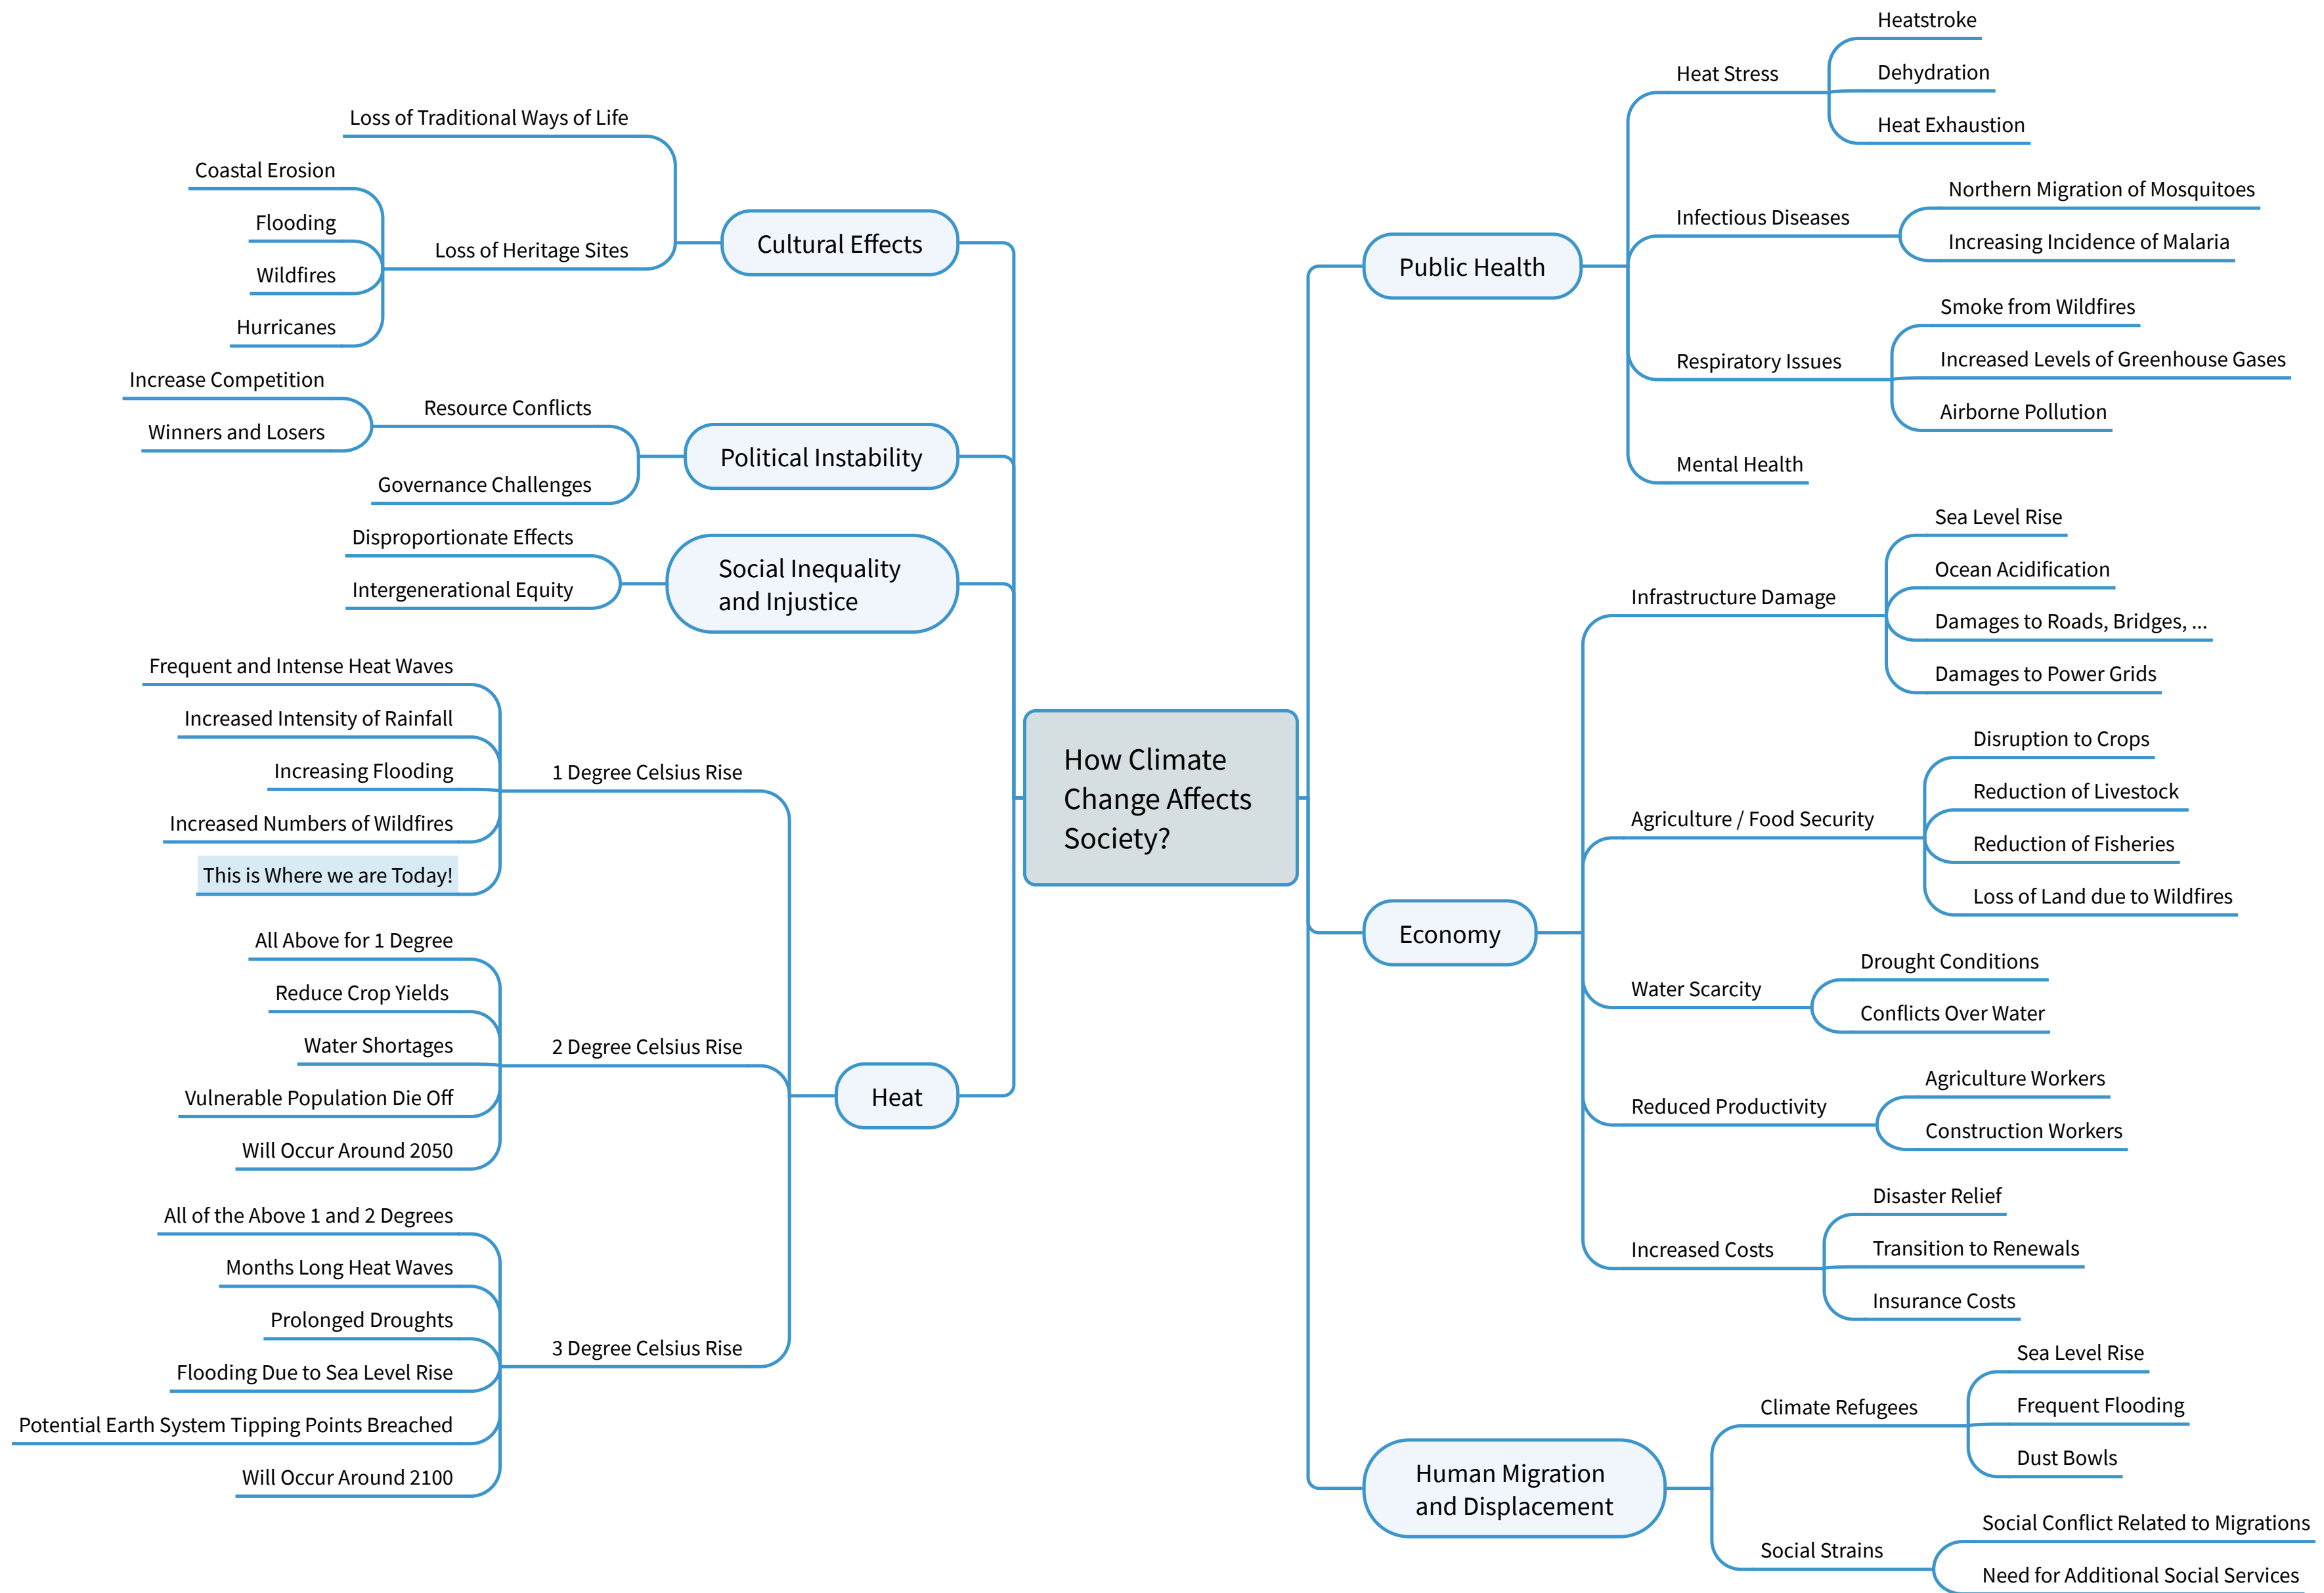 How Climate
Change Affects
Society?
Public Health
Heat Stress
Heatstroke
Dehydration
Heat Exhaustion
Infectious Diseases
Northern Migration of Mosquitoes
Increasing Incidence of Malaria
Respiratory Issues
Smoke from Wildfires
Increased Levels of Greenhouse Gases
Airborne Pollution
Mental Health
Economy
Infrastructure Damage
Sea Level Rise
Ocean Acidification
Damages to Roads, Bridges, ...
Damages to Power Grids
Agriculture / Food Security
Disruption to Crops
Reduction of Livestock
Reduction of Fisheries
Loss of Land due to Wildfires
Water Scarcity
Drought Conditions
Conflicts Over Water
Reduced Productivity
Agriculture Workers
Construction Workers
Increased Costs
Disaster Relief
Transition to Renewals
Insurance Costs
Human Migration
and Displacement
Climate Refugees
Sea Level Rise
Frequent Flooding
Dust Bowls
Social Strains
Social Conflict Related to Migrations
Need for Additional Social Services
Cultural Effects
Loss of Traditional Ways of Life
Loss of Heritage Sites
Coastal Erosion
Flooding
Wildfires
Hurricanes
Political Instability
Resource Conflicts
Increase Competition
Winners and Losers
Governance Challenges
Social Inequality
and Injustice
Disproportionate Effects
Intergenerational Equity
Heat
1 Degree Celsius Rise
Frequent and Intense Heat Waves
Increased Intensity of Rainfall
Increasing Flooding
Increased Numbers of Wildfires
This is Where we are Today!
2 Degree Celsius Rise
All Above for 1 Degree
Reduce Crop Yields
Water Shortages
Vulnerable Population Die Off
Will Occur Around 2050
3 Degree Celsius Rise
All of the Above 1 and 2 Degrees
Months Long Heat Waves
Prolonged Droughts
Flooding Due to Sea Level Rise
Potential Earth System Tipping Points Breached
Will Occur Around 2100